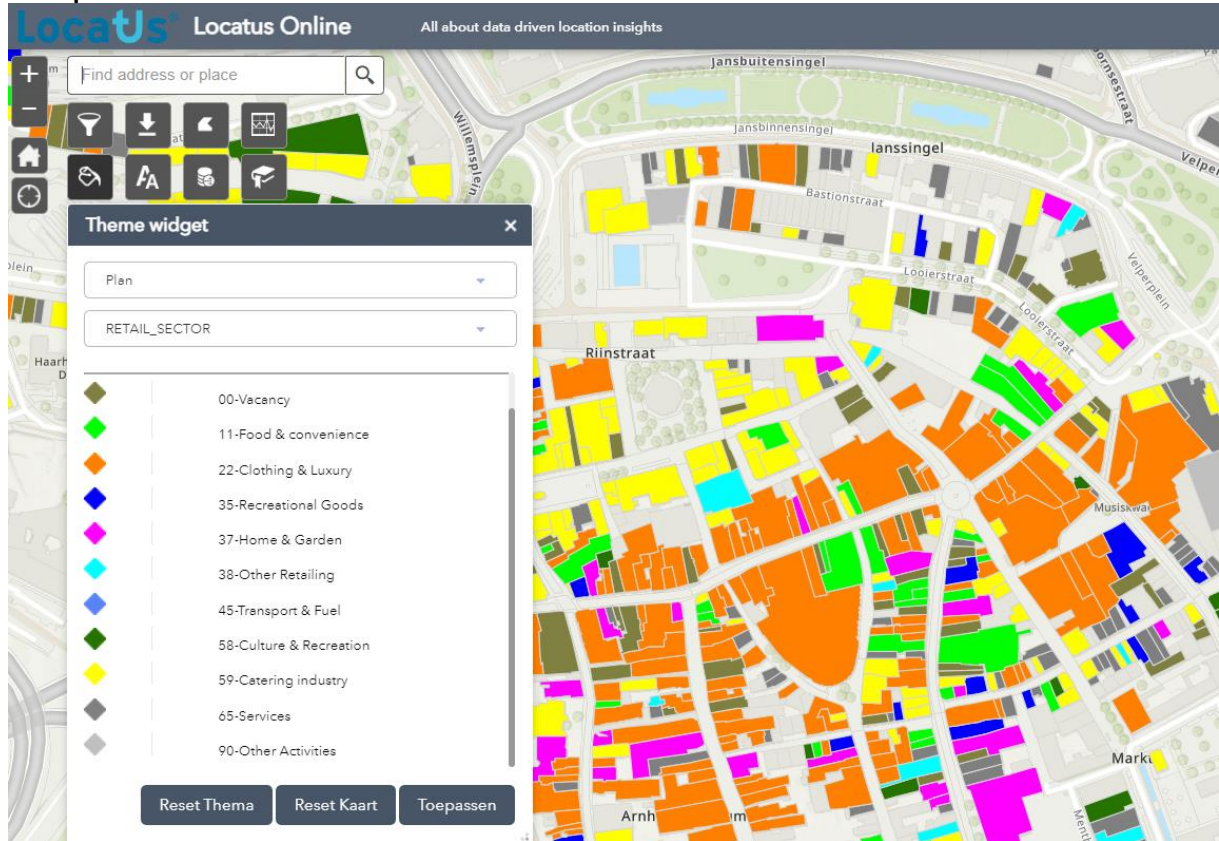 Locatus Locatus Online All about data driven location insights
Find address or place
Theme widget ×
Plan
RETAIL_SECTOR
00-Vacancy
11-Food & convenience
22-Clothing & Luxury
35-Recreational Goods
37-Home & Garden
38-Other Retailing
45-Transport & Fuel
58-Culture & Recreation
59-Catering industry
65-Services
90-Other Activities
Reset Thema Reset Kaart Toepassen
Jansbuitensingel
Jansbinnensingel
Willemsplein
Bastionstraat
Looierstraat
Looierstraat
Velperplein
Rijnstraat
Arnh